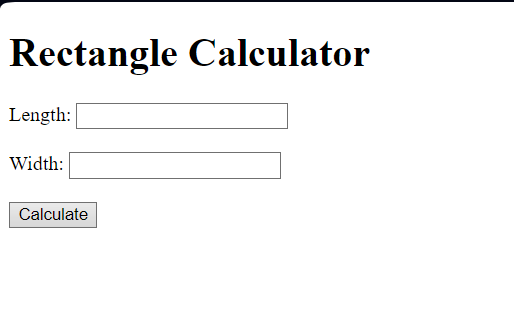 Rectangle Calculator
Length:
Width:
Calculate